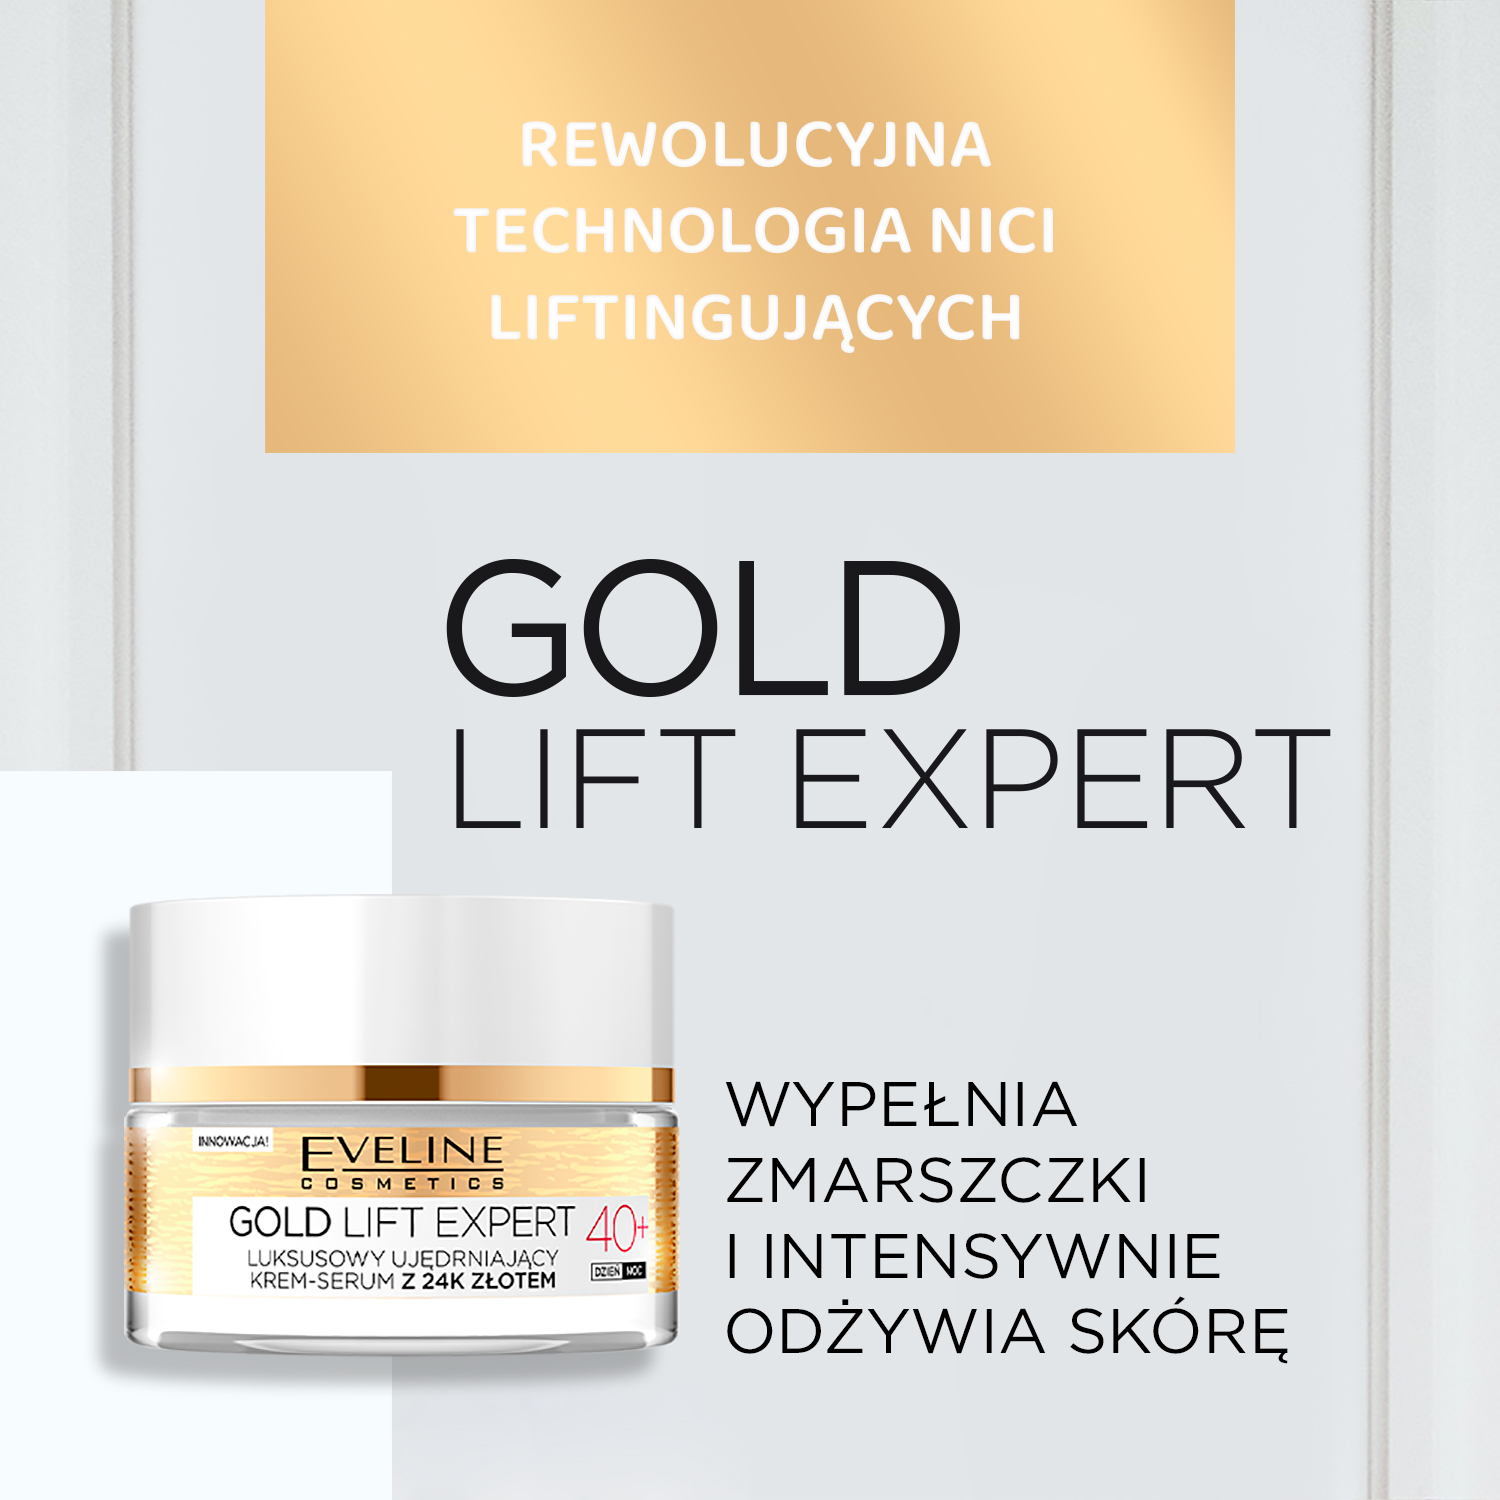 REWOLUCYJNA
TECHNOLOGIA NICI
LIFTINGUJĄCYCH
GOLD
LIFT EXPERT
INNOWACJA!
EVELINE
COSMETICS
GOLD LIFT EXPERT 40+
LUKSUSOWY UJĘDRNIAJĄCY
KREM-SERUM Z 24K ZŁOTEM
DZIEŃ NOC
WYPEŁNIA
ZMARSZCZKI
I INTENSYWNIE
ODŻYWIA SKÓRĘ